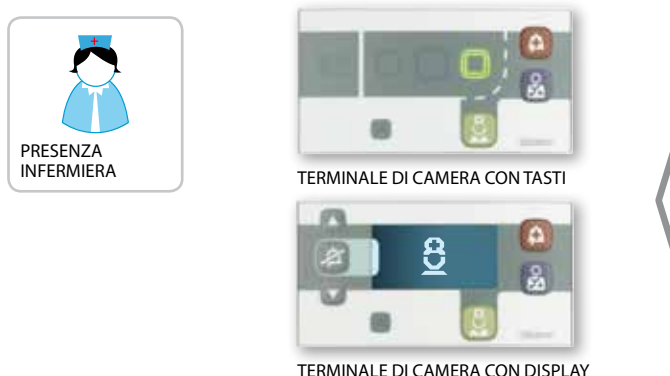 PRESENZA
INFERMIERA
TERMINALE DI CAMERA CON TASTI
TERMINALE DI CAMERA CON DISPLAY